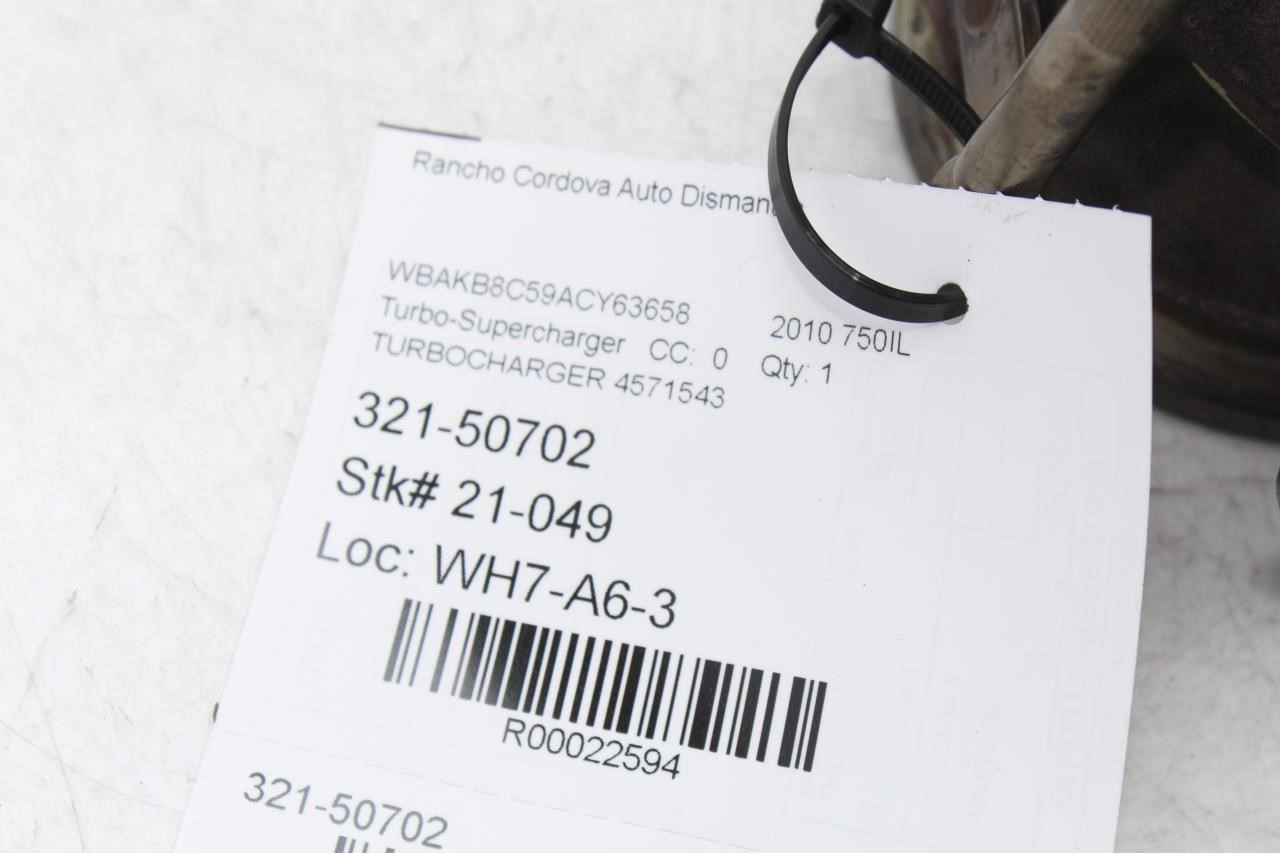 Rancho Cordova Auto
WBAKB8C59ACY63658 2010 750IL
Turbo-Supercharger CC: 0 Qty: 1
TURBOCHARGER 4571543
321-50702
Stk# 21-049
Loc: WH7-A6-3
R00022594
321-50702